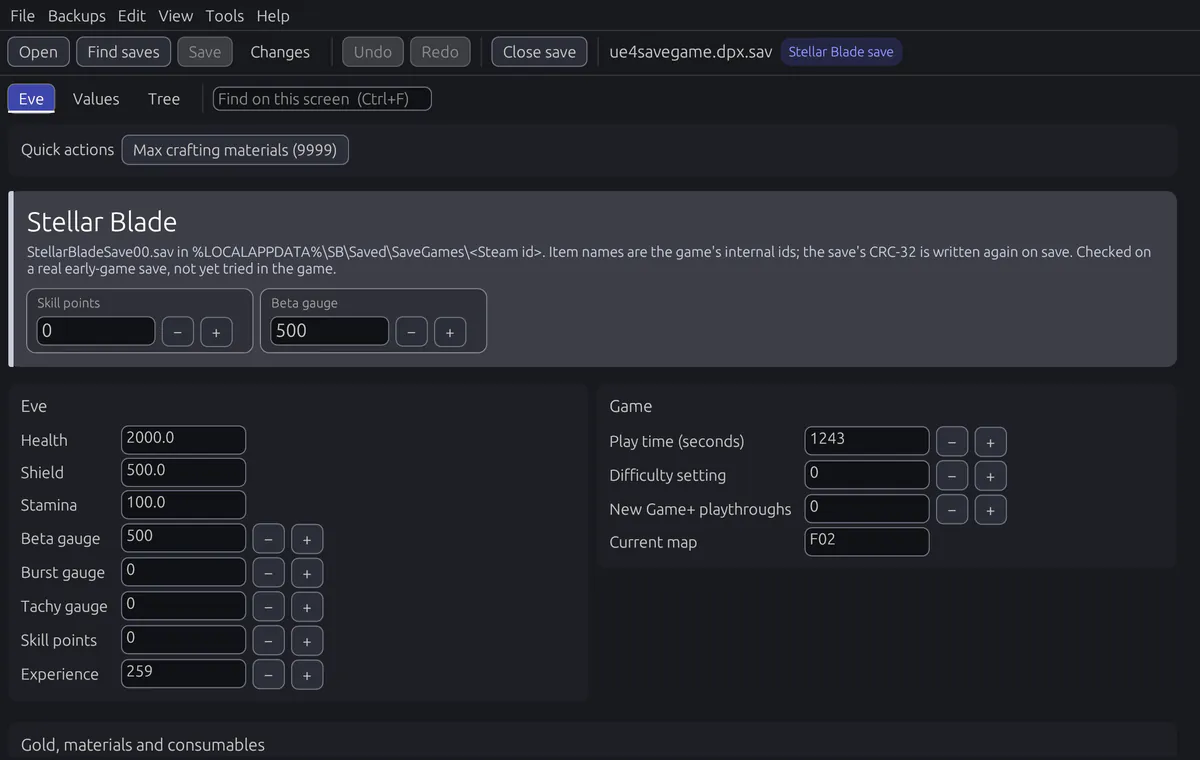 File Backups Edit View Tools Help
Open Find saves Save Changes Undo Redo Close save ue4savegame.dpx.sav Stellar Blade save
Eve Values Tree Find on this screen (Ctrl+F)
Quick actions Max crafting materials (9999)
Stellar Blade
StellarBladeSave00.sav in %LOCALAPPDATA%\SB\Saved\SaveGames\<Steam id>. Item names are the game's internal ids; the save's CRC-32 is written again on save. Checked on
a real early-game save, not yet tried in the game.
Skill points
0 − +
Beta gauge
500 − +
Eve
Health 2000.0
Shield 500.0
Stamina 100.0
Beta gauge 500 − +
Burst gauge 0 − +
Tachy gauge 0 − +
Skill points 0 − +
Experience 259 − +
Game
Play time (seconds) 1243 − +
Difficulty setting 0 − +
New Game+ playthroughs 0 − +
Current map F02
Gold, materials and consumables